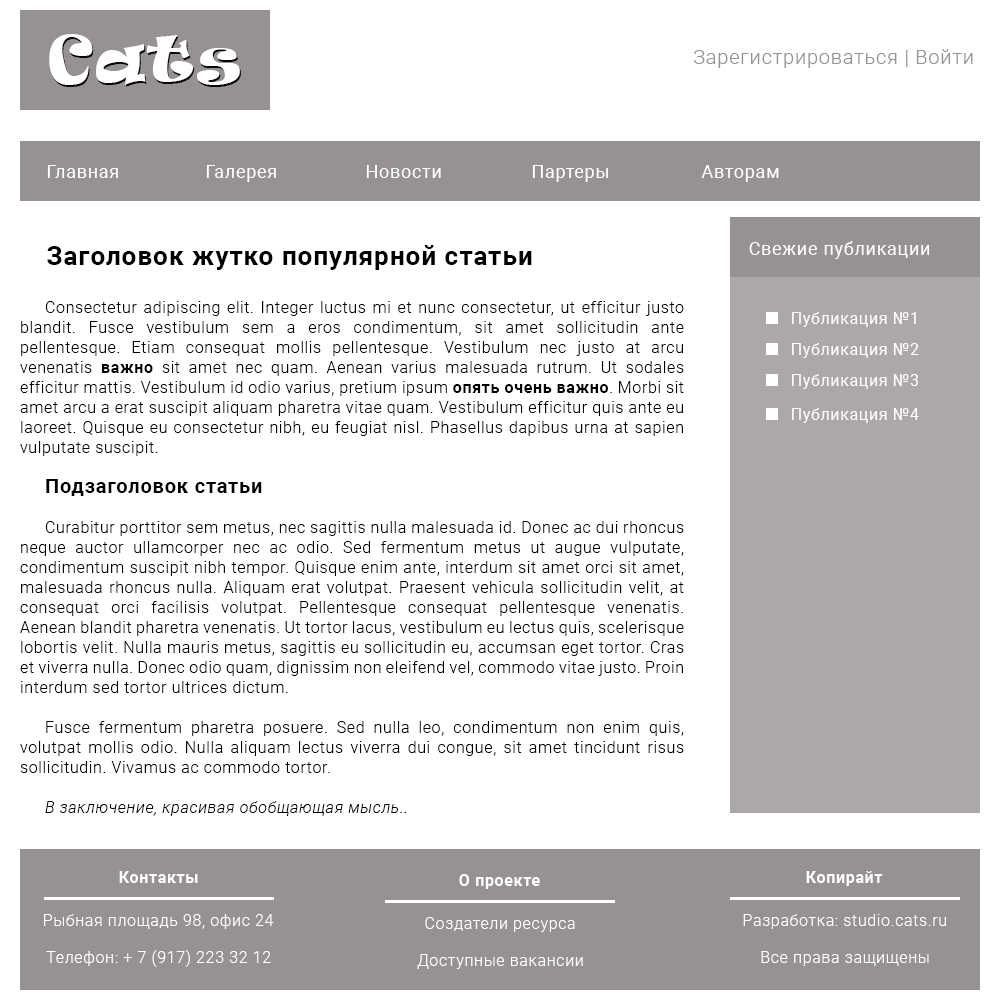 Cats
Зарегистрироваться | Войти
Главная Галерея Новости Партеры Авторам
Заголовок жутко популярной статьи
Consectetur adipiscing elit. Integer luctus mi et nunc consectetur, ut efficitur justo
blandit. Fusce vestibulum sem a eros condimentum, sit amet sollicitudin ante
pellentesque. Etiam consequat mollis pellentesque. Vestibulum nec justo at arcu
venenatis важно sit amet nec quam. Aenean varius malesuada rutrum. Ut sodales
efficitur mattis. Vestibulum id odio varius, pretium ipsum опять очень важно. Morbi sit
amet arcu a erat suscipit aliquam pharetra vitae quam. Vestibulum efficitur quis ante eu
laoreet. Quisque eu consectetur nibh, eu feugiat nisl. Phasellus dapibus urna at sapien
vulputate suscipit.
Подзаголовок статьи
Curabitur porttitor sem metus, nec sagittis nulla malesuada id. Donec ac dui rhoncus
neque auctor ullamcorper nec ac odio. Sed fermentum metus ut augue vulputate,
condimentum suscipit nibh tempor. Quisque enim ante, interdum sit amet orci sit amet,
malesuada rhoncus nulla. Aliquam erat volutpat. Praesent vehicula sollicitudin velit, at
consequat orci facilisis volutpat. Pellentesque consequat pellentesque venenatis.
Aenean blandit pharetra venenatis. Ut tortor lacus, vestibulum eu lectus quis, scelerisque
lobortis velit. Nulla mauris metus, sagittis eu sollicitudin eu, accumsan eget tortor. Cras
et viverra nulla. Donec odio quam, dignissim non eleifend vel, commodo vitae justo. Proin
interdum sed tortor ultrices dictum.
Fusce fermentum pharetra posuere. Sed nulla leo, condimentum non enim quis,
volutpat mollis odio. Nulla aliquam lectus viverra dui congue, sit amet tincidunt risus
sollicitudin. Vivamus ac commodo tortor.
В заключение, красивая обобщающая мысль..
Свежие публикации
Публикация №1
Публикация №2
Публикация №3
Публикация №4
Контакты
Рыбная площадь 98, офис 24
Телефон: + 7 (917) 223 32 12
О проекте
Создатели ресурса
Доступные вакансии
Копирайт
Разработка: studio.cats.ru
Все права защищены